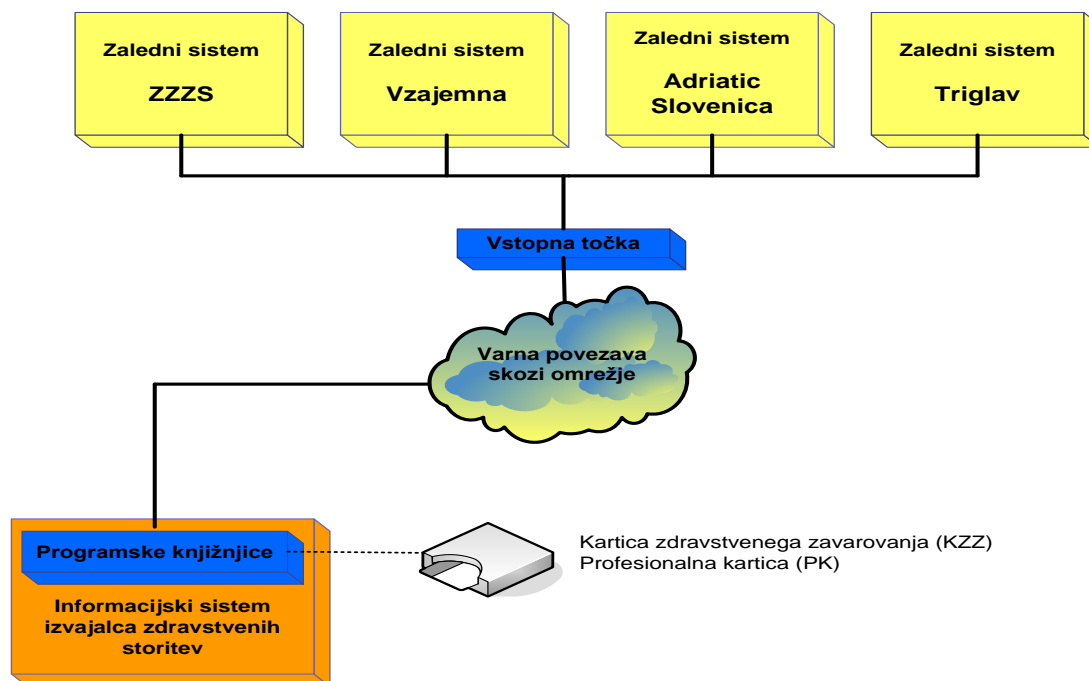 Zaledni sistem
ZZZS
Zaledni sistem
Vzajemna
Zaledni sistem
Adriatic
Slovenica
Zaledni sistem
Triglav
Vstopna točka
Varna povezava
skozi omrežje
Programske knjižnjice
Informacijski sistem
izvajalca zdravstvenih
storitev
Kartica zdravstvenega zavarovanja (KZZ)
Profesionalna kartica (PK)